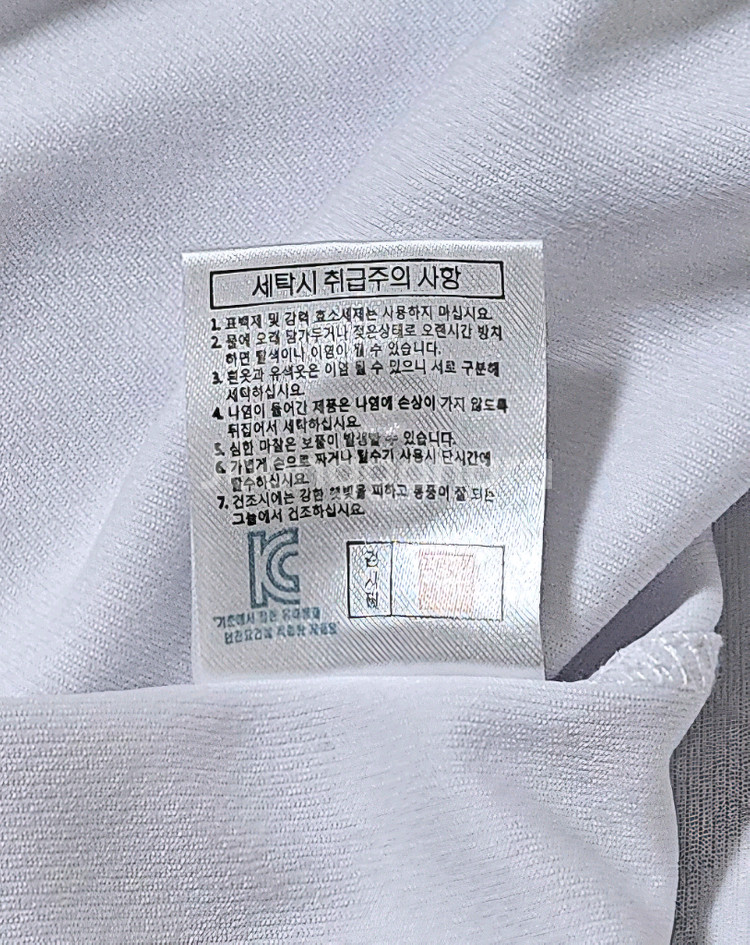 세탁시 취급주의 사항
1. 표백제 및 강력 효소세제는 사용하지 마십시요.
2. 물에 오래 담가두거나 젖은상태로 오랜시간 방치
하면 탈색이나 이염이 될 수 있습니다.
3. 흰옷과 유색옷은 이염 될 수 있으니 서로 구분해
세탁하십시요.
4. 나염이 들어간 제품은 나염에 손상이 가지 않도록
뒤집어서 세탁하십시요.
5. 심한 마찰은 보풀이 발생할 수 있습니다.
6. 가볍게 손으로 짜거나 탈수기 사용시 단시간에
탈수하십시요.
7. 건조시에는 강한 햇빛을 피하고 통풍이 잘 되는
그늘에서 건조하십시요.
KC